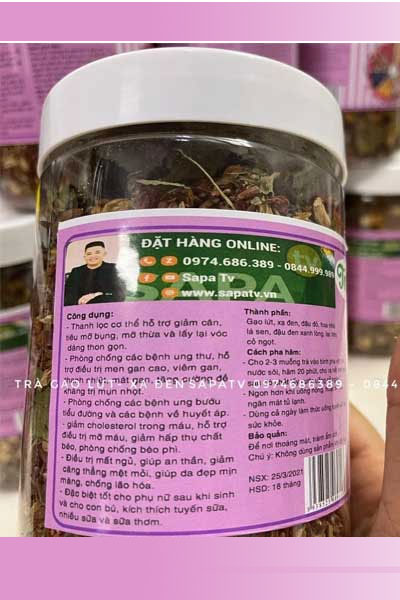 ĐẶT HÀNG ONLINE:
0974.686.389 - 0844.999.989
Sapa Tv
www.sapatv.vn
SAPA
Công dụng:
- Thanh lọc cơ thể hỗ trợ giảm cân,
tiêu mỡ bụng, mỡ thừa và lấy lại vóc
dáng thon gọn.
- Phòng chống các bệnh ung thư, hỗ
trợ điều trị men gan cao, viêm gan,
kháng trị mụn nhọt.
- Phòng chống các bệnh ung bướu
tiểu đường và các bệnh về huyết áp.
- giảm cholesterol trong máu, hỗ trợ
điều trị mỡ máu, giảm hấp thụ chất
béo, phòng chống béo phì.
- Điều trị mất ngủ, giúp an thần, giảm
căng thẳng mệt mỏi, giúp da đẹp mịn
màng, chống lão hóa.
- Đặc biệt tốt cho phụ nữ sau khi sinh
và cho con bú, kích thích tuyến sữa,
nhiều sữa và sữa thơm.
Thành phần:
Gạo lứt, xạ đen, đậu đỏ, hoa nhài
lá sen, đậu đen xanh lòng,
cỏ ngọt.
Cách pha hãm:
- Cho 2-3 muỗng trà vào bình
nước sôi, hãm 20 phút, cho ra
- Ngon hơn khi uống nóng
ngăn mát tủ lạnh.
- Dùng cả ngày làm thức uống
sức khỏe.
Bảo quản:
Để nơi thoáng mát, tránh ẩm
Chú ý: Không dùng sản phẩm
NSX: 25/3/2021
HSD: 18 tháng
TRÀ GẠO LỨT XẠ ĐEN SAPATV 0974686389 - 0844